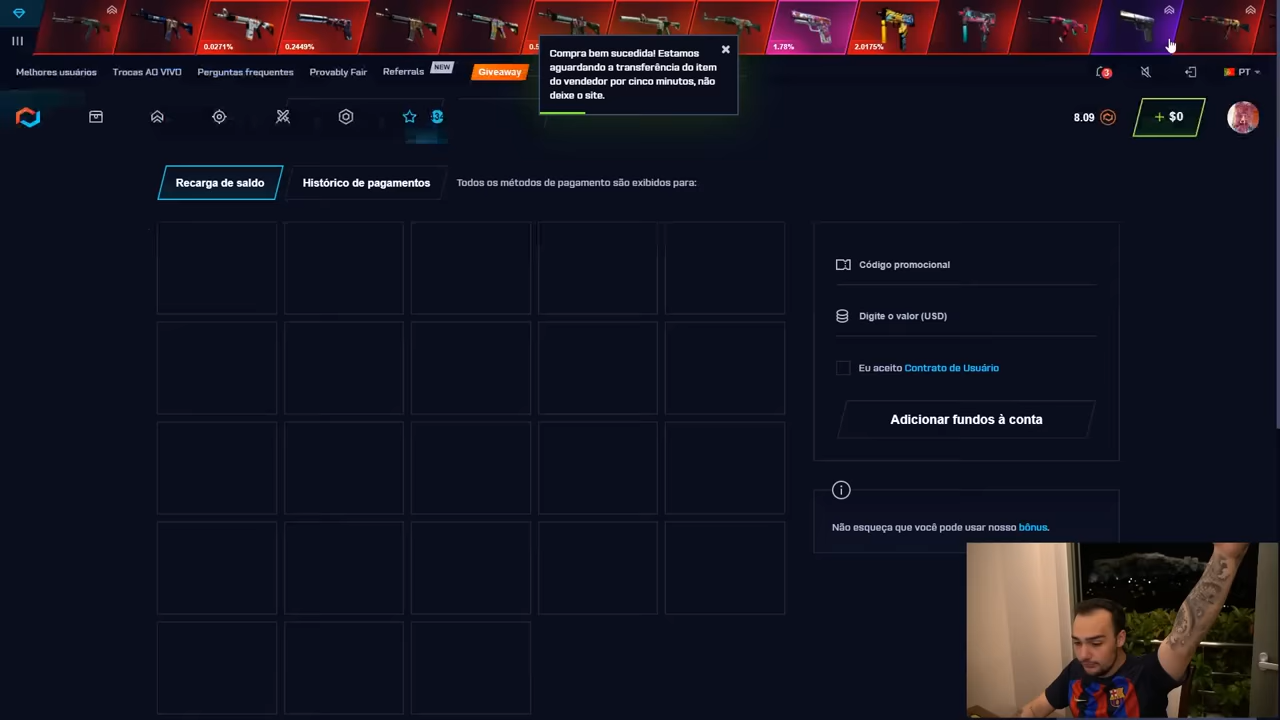 0.0271%
0.2449%
1.78%
2.0175%
Compra bem sucedida! Estamos
aguardando a transferência do item
do vendedor por cinco minutos, não
deixe o site.
Melhores usuários
Trocas AO VIVO
Perguntas frequentes
Provably Fair
Referrals
NEW
Giveaway
3
PT
8.09
+ $0
Recarga de saldo
Histórico de pagamentos
Todos os métodos de pagamento são exibidos para:
Código promocional
Digite o valor (USD)
Eu aceito Contrato de Usuário
Adicionar fundos à conta
Não esqueça que você pode usar nosso bônus.